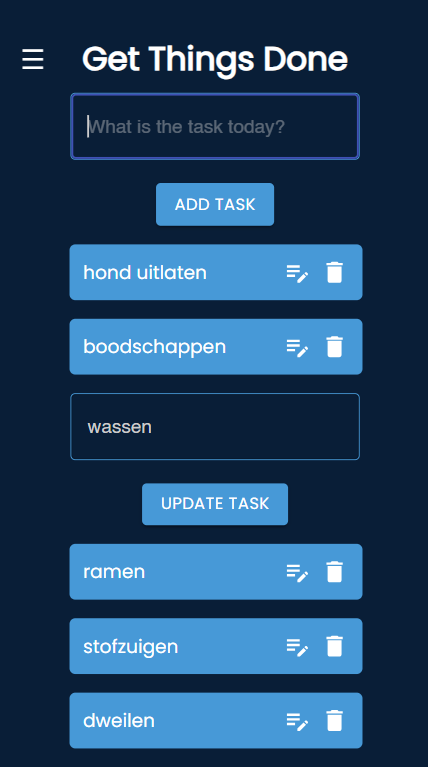 Get Things Done
What is the task today?
ADD TASK
hond uitlaten
boodschappen
wassen
UPDATE TASK
ramen
stofzuigen
dweilen